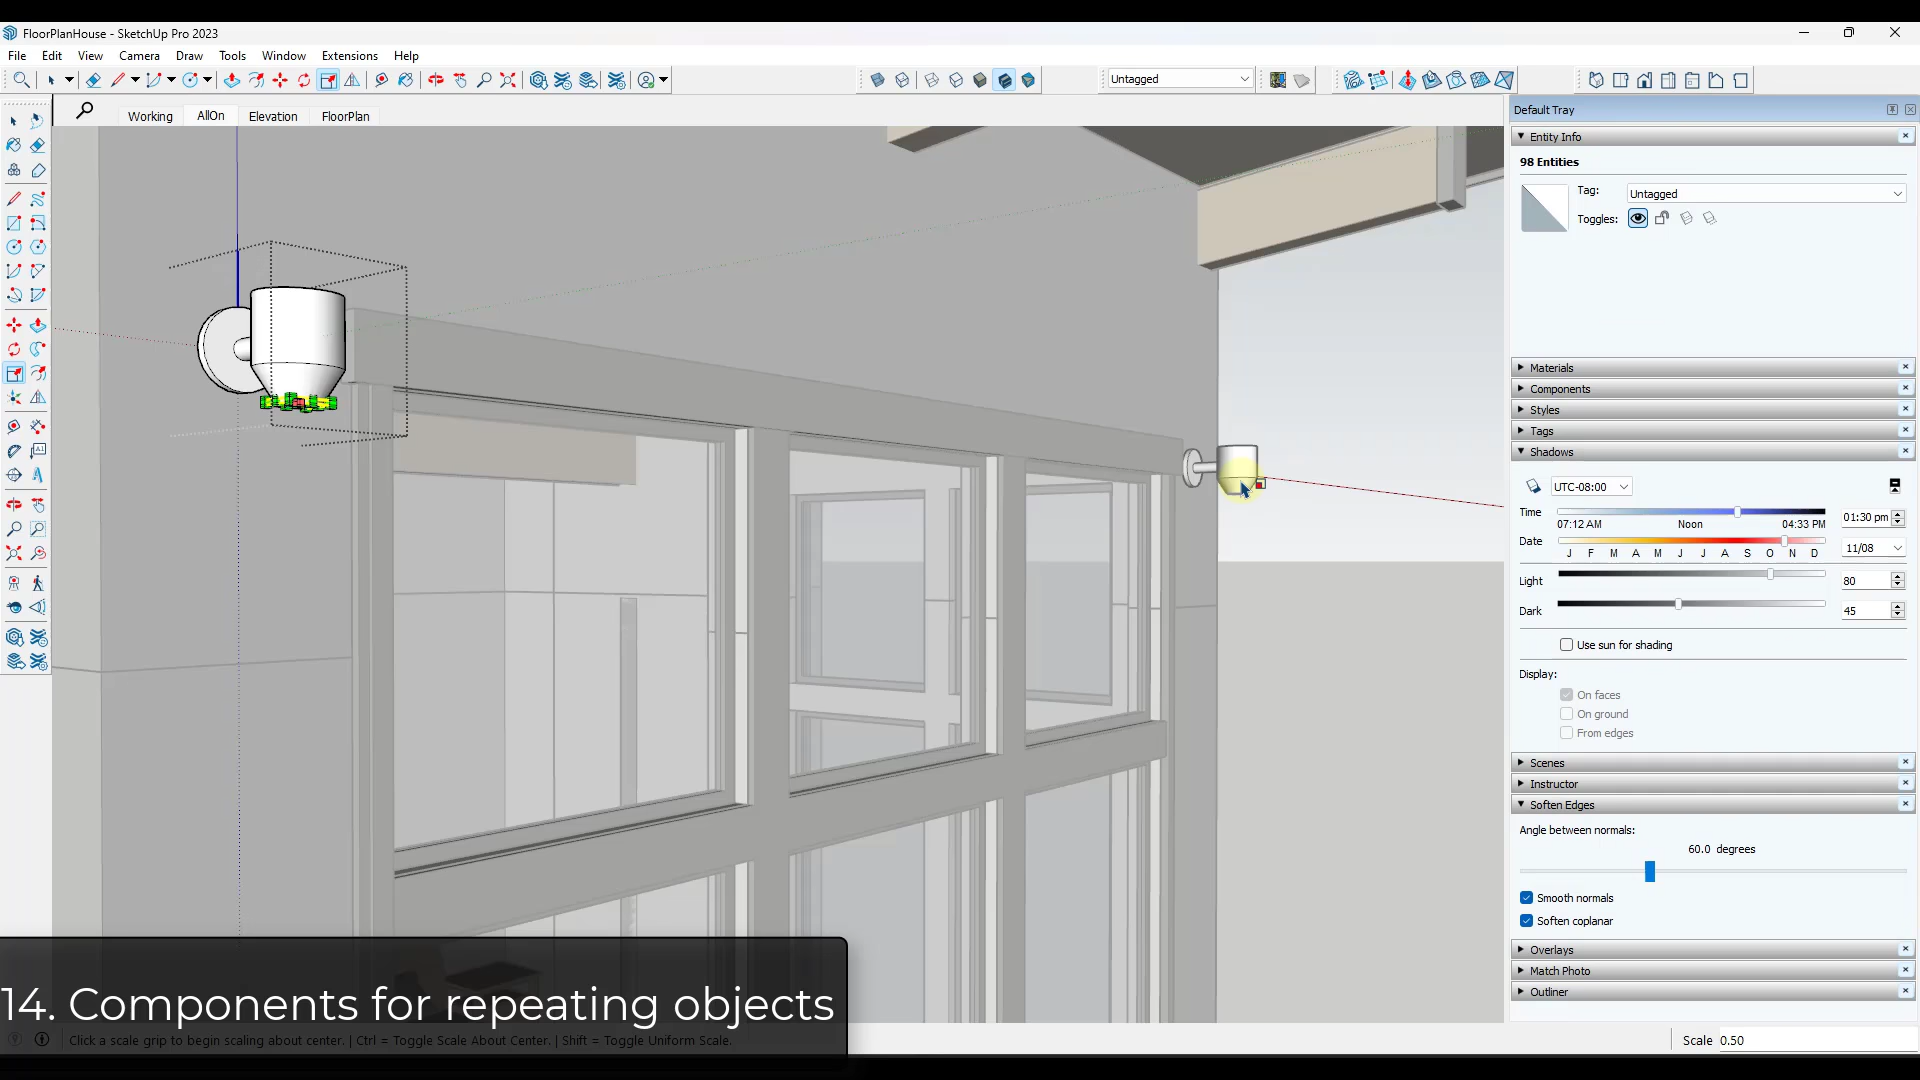 FloorPlanHouse - SketchUp Pro 2023
File Edit View Camera Draw Tools Window Extensions Help
Untagged
Working AllOn Elevation FloorPlan
Default Tray
Entity Info
98 Entities
Tag: Untagged
Toggles:
Materials
Components
Styles
Tags
Shadows
UTC-08:00
Time 07:12 AM Noon 04:33 PM 01:30 pm
Date J F M A M J J A S O N D 11/08
Light 80
Dark 45
Use sun for shading
Display:
On faces
On ground
From edges
Scenes
Instructor
Soften Edges
Angle between normals:
60.0 degrees
Smooth normals
Soften coplanar
Overlays
Match Photo
Outliner
14. Components for repeating objects
Click a scale grip to begin scaling about center. | Ctrl = Toggle Scale About Center. | Shift = Toggle Uniform Scale.
Scale 0.50